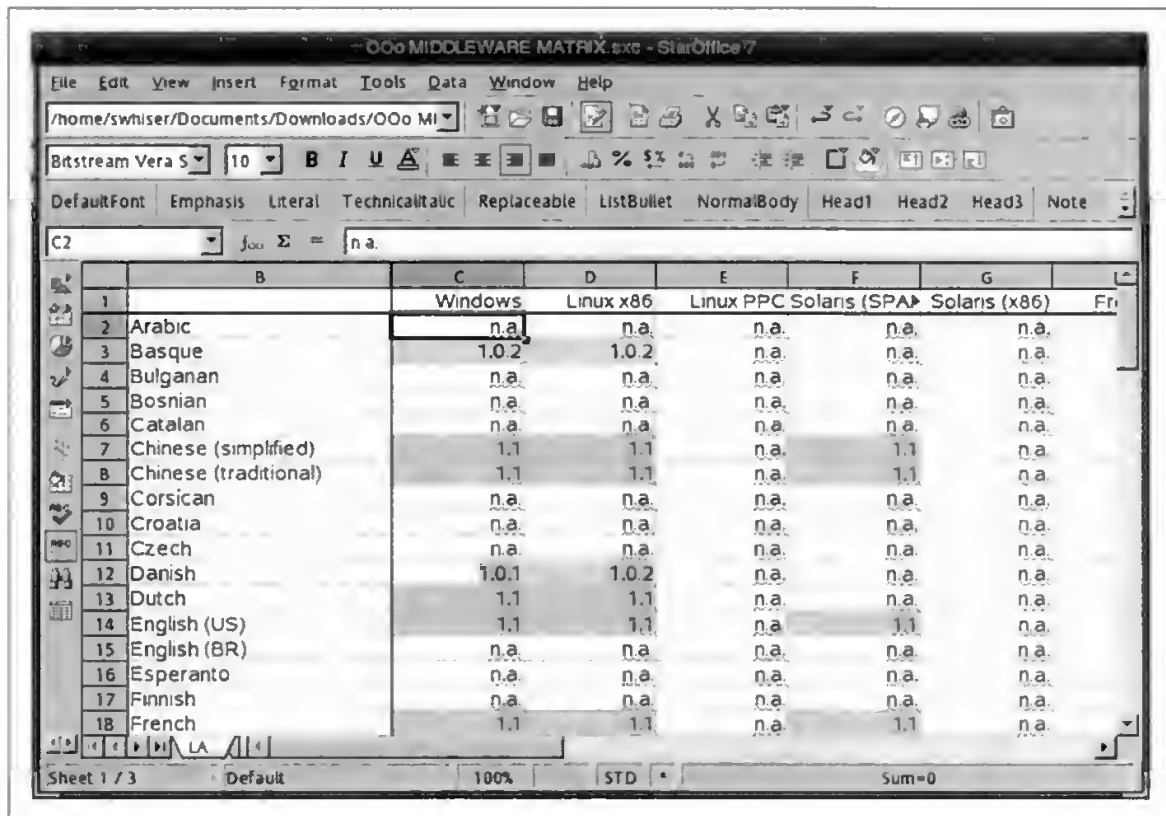 OOo MIDDLEWARE MATRIX.sxc - StarOffice 7
File Edit View Insert Format Tools Data Window Help
/home/swhiser/Documents/Downloads/OOo MI
Bitstream Vera S 10 B I U A
DefaultFont Emphasis Literal TechnicalItalic Replaceable ListBullet NormalBody Head1 Head2 Head3 Note
C2 Σ = n.a.
B C D E F G
1 Windows Linux x86 Linux PPC Solaris (SPA Solaris (x86) Fr
2 Arabic n.a. n.a. n.a. n.a. n.a.
3 Basque 1.0.2 1.0.2 n.a. n.a. n.a.
4 Bulganan n.a. n.a. n.a. n.a. n.a.
5 Bosnian n.a. n.a n.a. n.a. n.a.
6 Catalan n.a. n.a n.a. n.a. n.a.
7 Chinese (simplified) 1.1 1.1 n.a. 1.1 n.a.
8 Chinese (traditional) 1.1 1.1 n.a. 1.1 n.a.
9 Corsican n.a. n.a. n.a. n.a. n.a.
10 Croatia n.a. n.a. n.a. n.a. n.a.
11 Czech n.a. n.a. n.a. n.a. n.a.
12 Danish 1.0.1 1.0.2 n.a. n.a. n.a.
13 Dutch 1.1 1.1 n.a. n.a. n.a.
14 English (US) 1.1 1.1 n.a 1.1 n.a.
15 English (BR) n.a. n.a. n.a. n.a. n.a.
16 Esperanto n.a. n.a. n.a. n.a. n.a.
17 Finnish n.a. n.a. n.a. n.a. n.a.
18 French 1.1 1.1 n.a 1.1 n.a.
LA
Sheet 1 / 3 Default 100% STD * Sum=0